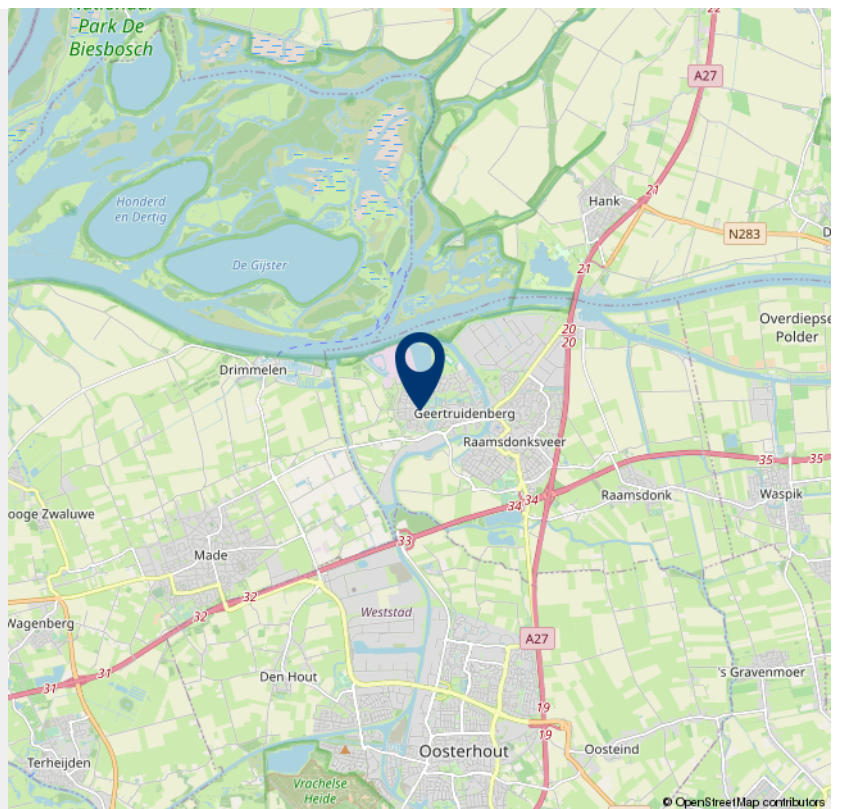 Nationaal
Park De
Biesbosch
22
A27
Honderd
en Dertig
Hank
21
N283
De Gijster
21
Overdiepse
Polder
20
20
Drimmelen
Geertruidenberg
Raamsdonksveer
35
35
34
34
Raamsdonk
Waspik
ooge Zwaluwe
33
Made
32
32
Weststad
Wagenberg
A27
31
31
Den Hout
's Gravenmoer
19
19
Terheijden
Oosterhout
Oosteind
Vrachelse
Heide
© OpenStreetMap contributors